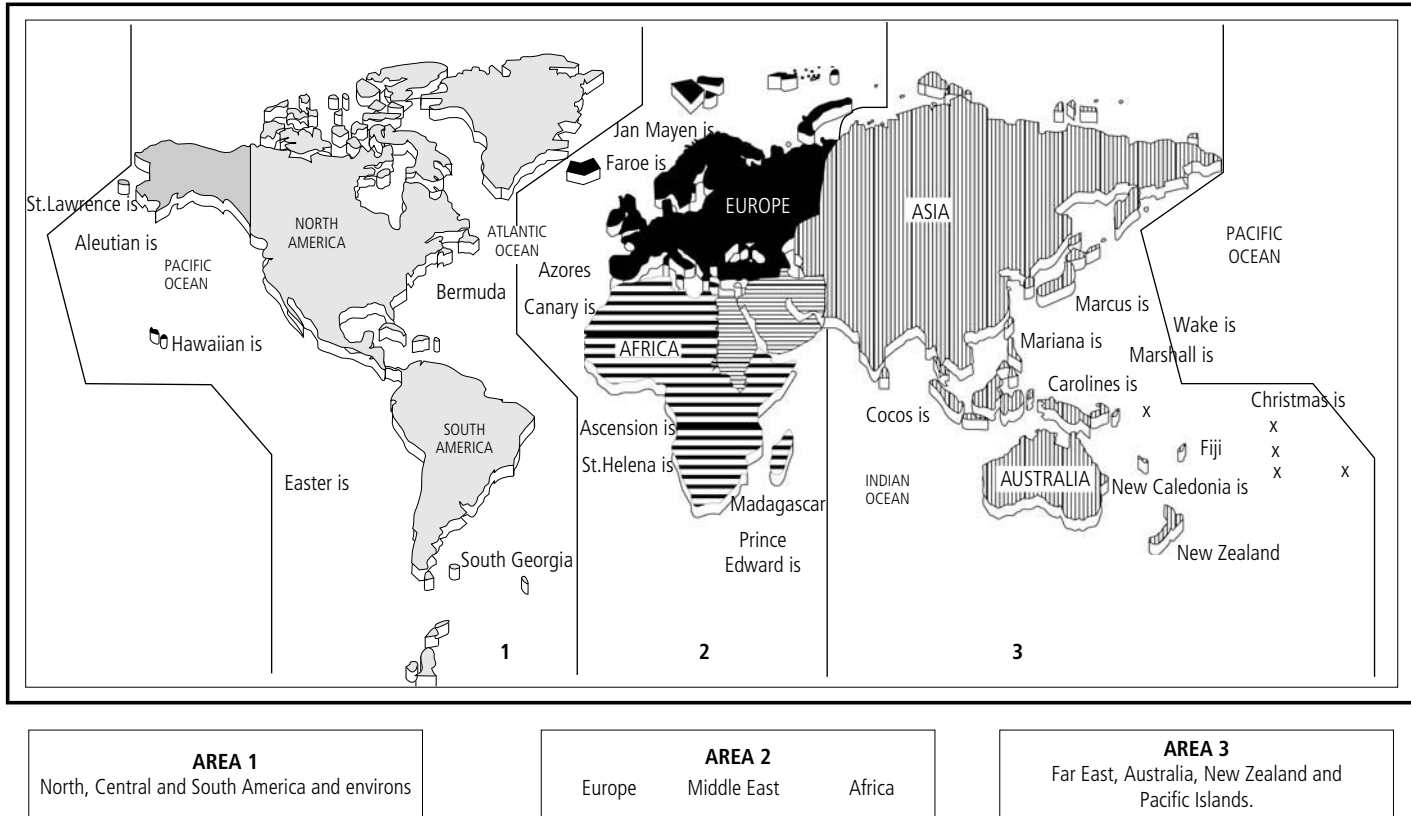 Jan Mayen is
Faroe is
St.Lawrence is
Aleutian is
NORTH
AMERICA
ATLANTIC
OCEAN
EUROPE
ASIA
PACIFIC
OCEAN
PACIFIC
OCEAN
Azores
Bermuda
Canary is
Marcus is
Wake is
Hawaiian is
AFRICA
Mariana is
Marshall is
Carolines is
Christmas is
x
Cocos is
x
SOUTH
AMERICA
Ascension is
Fiji
x
St.Helena is
x
x
Easter is
INDIAN
OCEAN
AUSTRALIA
New Caledonia is
Madagascar
Prince
Edward is
New Zealand
South Georgia
1
2
3
AREA 1
North, Central and South America and environs
AREA 2
Europe Middle East Africa
AREA 3
Far East, Australia, New Zealand and
Pacific Islands.